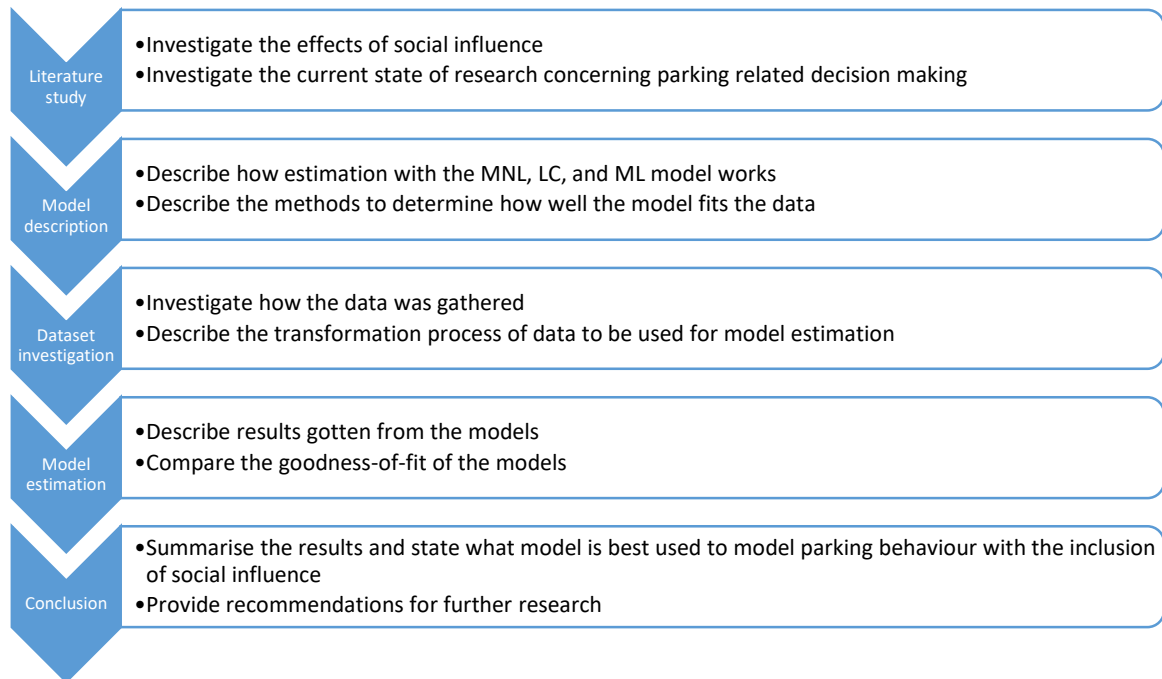 Literature
study
•Investigate the effects of social influence
•Investigate the current state of research concerning parking related decision making
Model
description
•Describe how estimation with the MNL, LC, and ML model works
•Describe the methods to determine how well the model fits the data
Dataset
investigation
•Investigate how the data was gathered
•Describe the transformation process of data to be used for model estimation
Model
estimation
•Describe results gotten from the models
•Compare the goodness-of-fit of the models
Conclusion
•Summarise the results and state what model is best used to model parking behaviour with the inclusion
of social influence
•Provide recommendations for further research